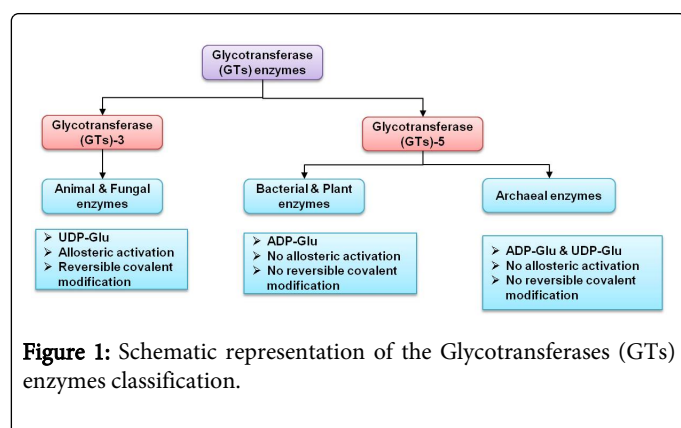 Glycotransferase
(GTs) enzymes
Glycotransferase
(GTs)-3
Glycotransferase
(GTs)-5
Animal & Fungal
enzymes
Bacterial & Plant
enzymes
Archaeal enzymes
➢ UDP-Glu
➢ Allosteric activation
➢ Reversible covalent
modification
➢ ADP-Glu
➢ No allosteric activation
➢ No reversible covalent
modification
➢ ADP-Glu & UDP-Glu
➢ No allosteric activation
➢ No reversible covalent
modification
Figure 1: Schematic representation of the Glycotransferases (GTs)
enzymes classification.